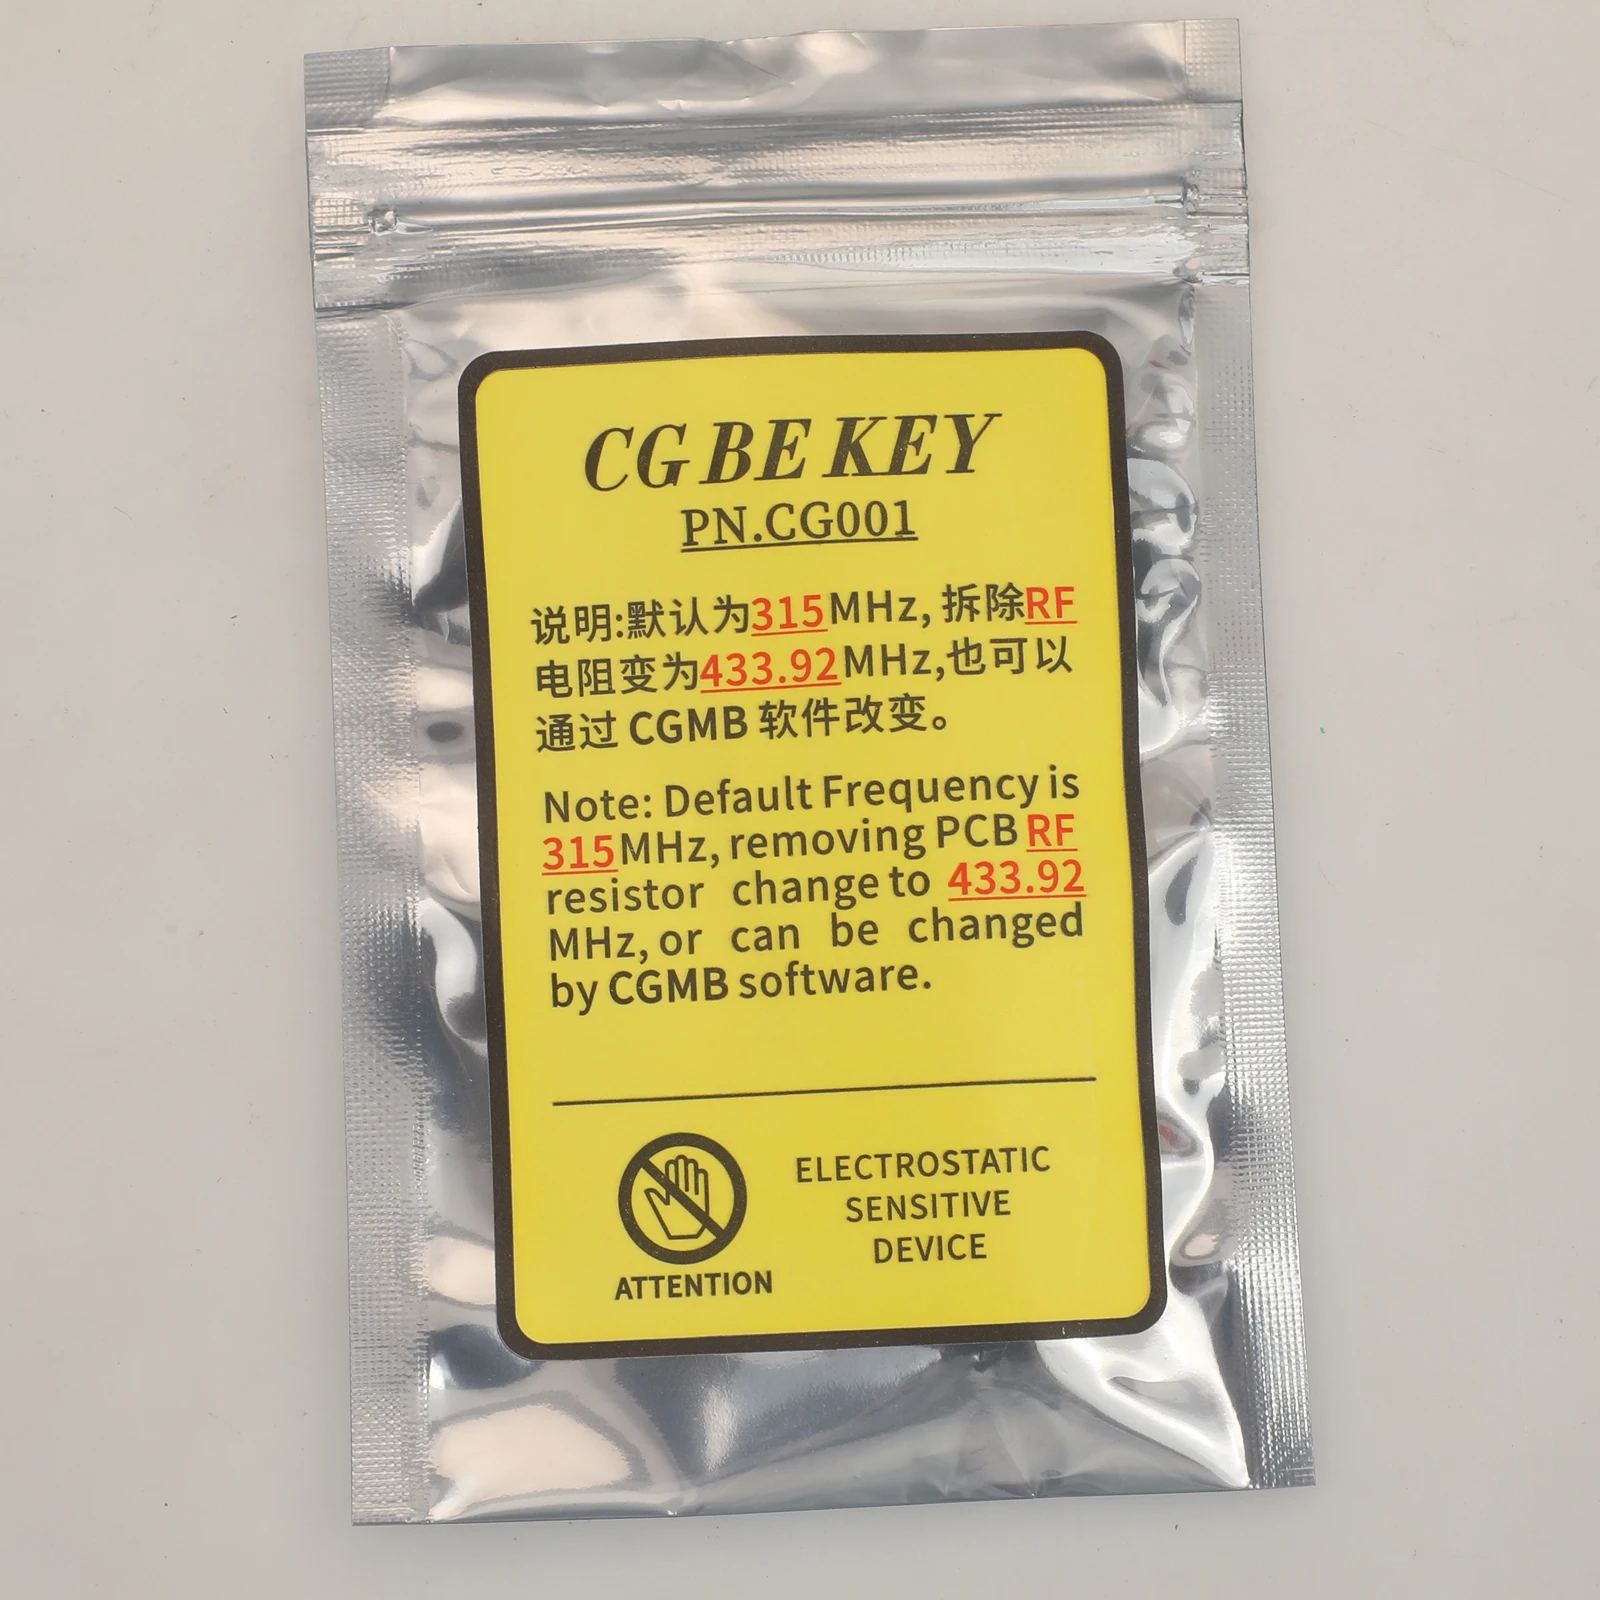 CG BE KEY
PN.CG001
说明:默认为315MHz, 拆除RF
电阻变为433.92MHz,也可以
通过 CGMB 软件改变。
Note: Default Frequency is
315MHz, removing PCB RF
resistor change to 433.92
MHz, or can be changed
by CGMB software.
ELECTROSTATIC
SENSITIVE
DEVICE
ATTENTION